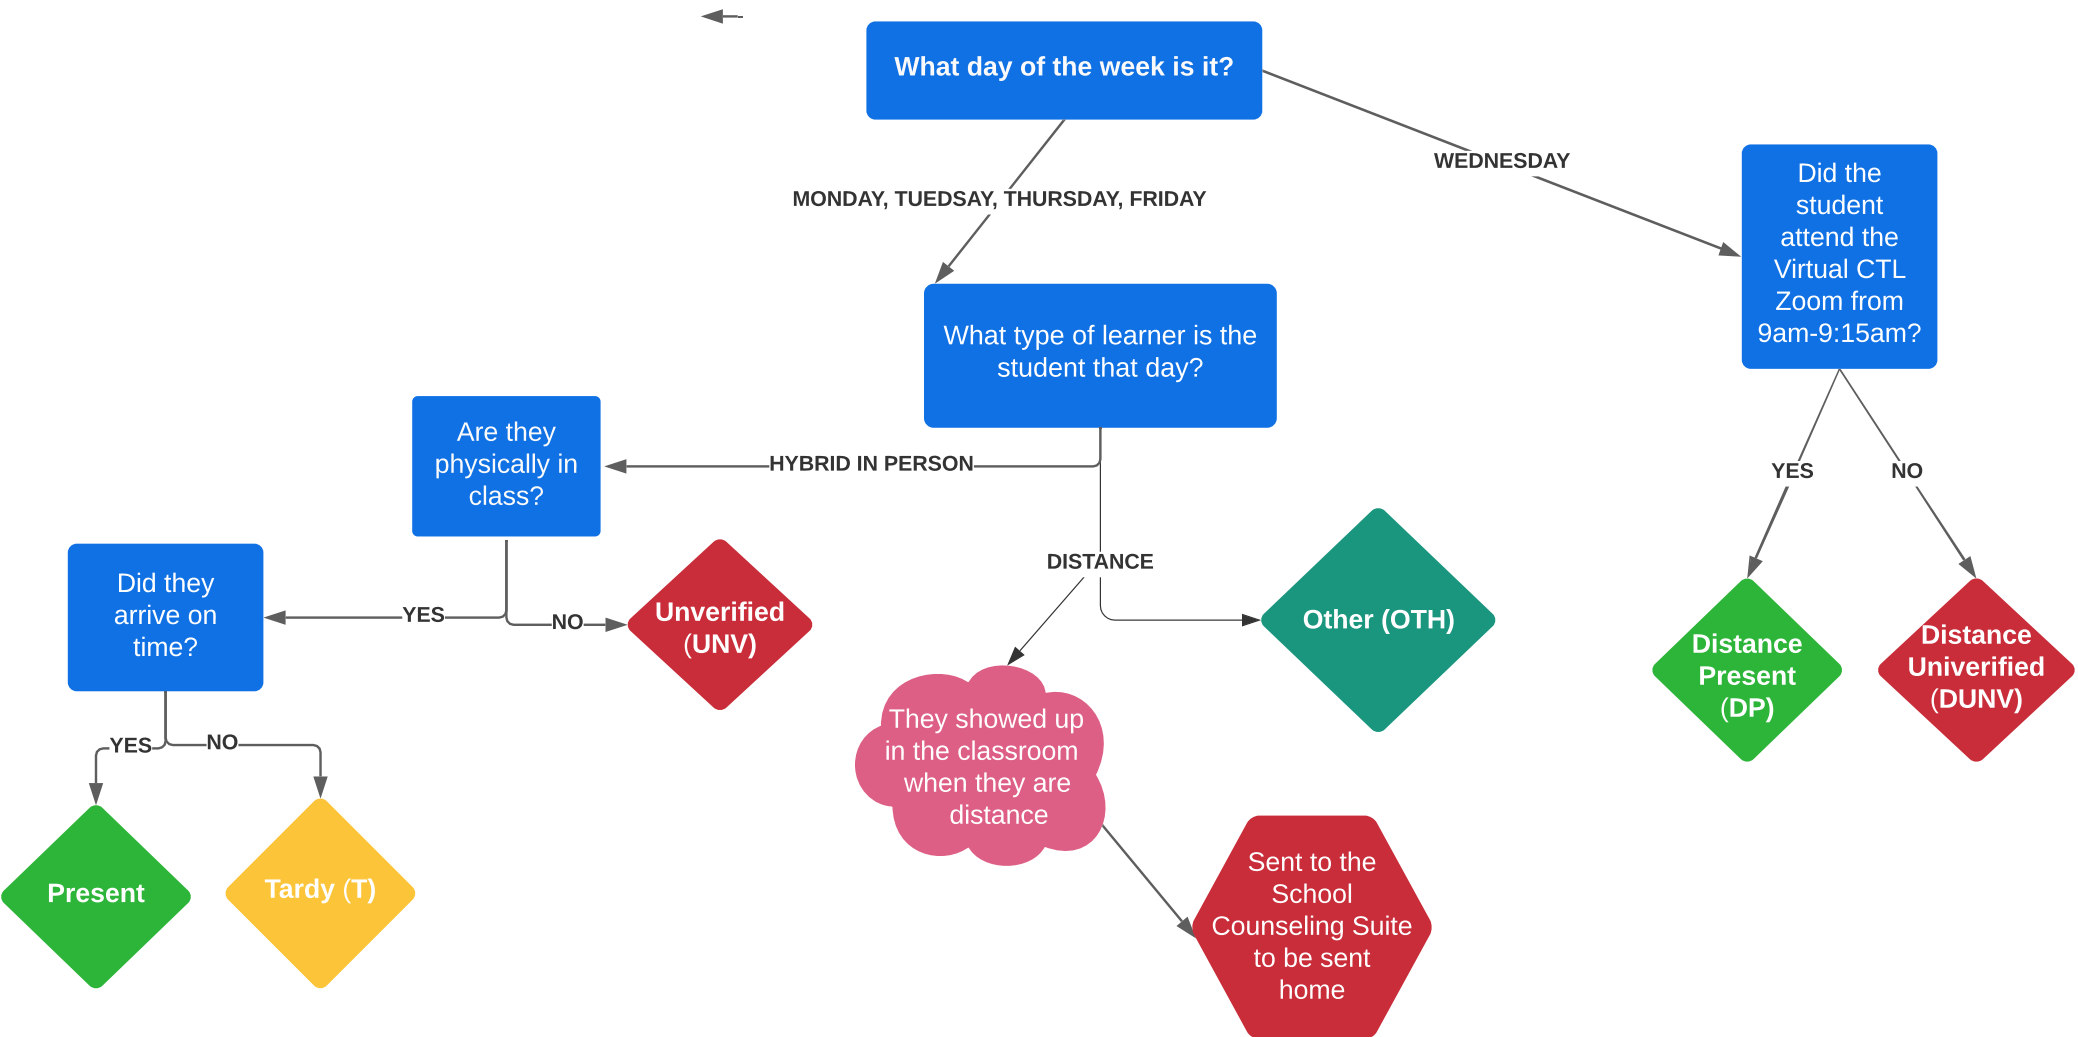 What day of the week is it?
WEDNESDAY
MONDAY, TUEDSAY, THURSDAY, FRIDAY
Did the
student
attend the
Virtual CTL
Zoom from
9am-9:15am?
What type of learner is the
student that day?
Are they
physically in
class?
HYBRID IN PERSON
YES
NO
DISTANCE
Did they
arrive on
time?
YES
NO
Unverified
(UNV)
Other (OTH)
Distance
Present
(DP)
Distance
Univerified
(DUNV)
They showed up
in the classroom
when they are
distance
YES
NO
Present
Tardy (T)
Sent to the
School
Counseling Suite
to be sent
home